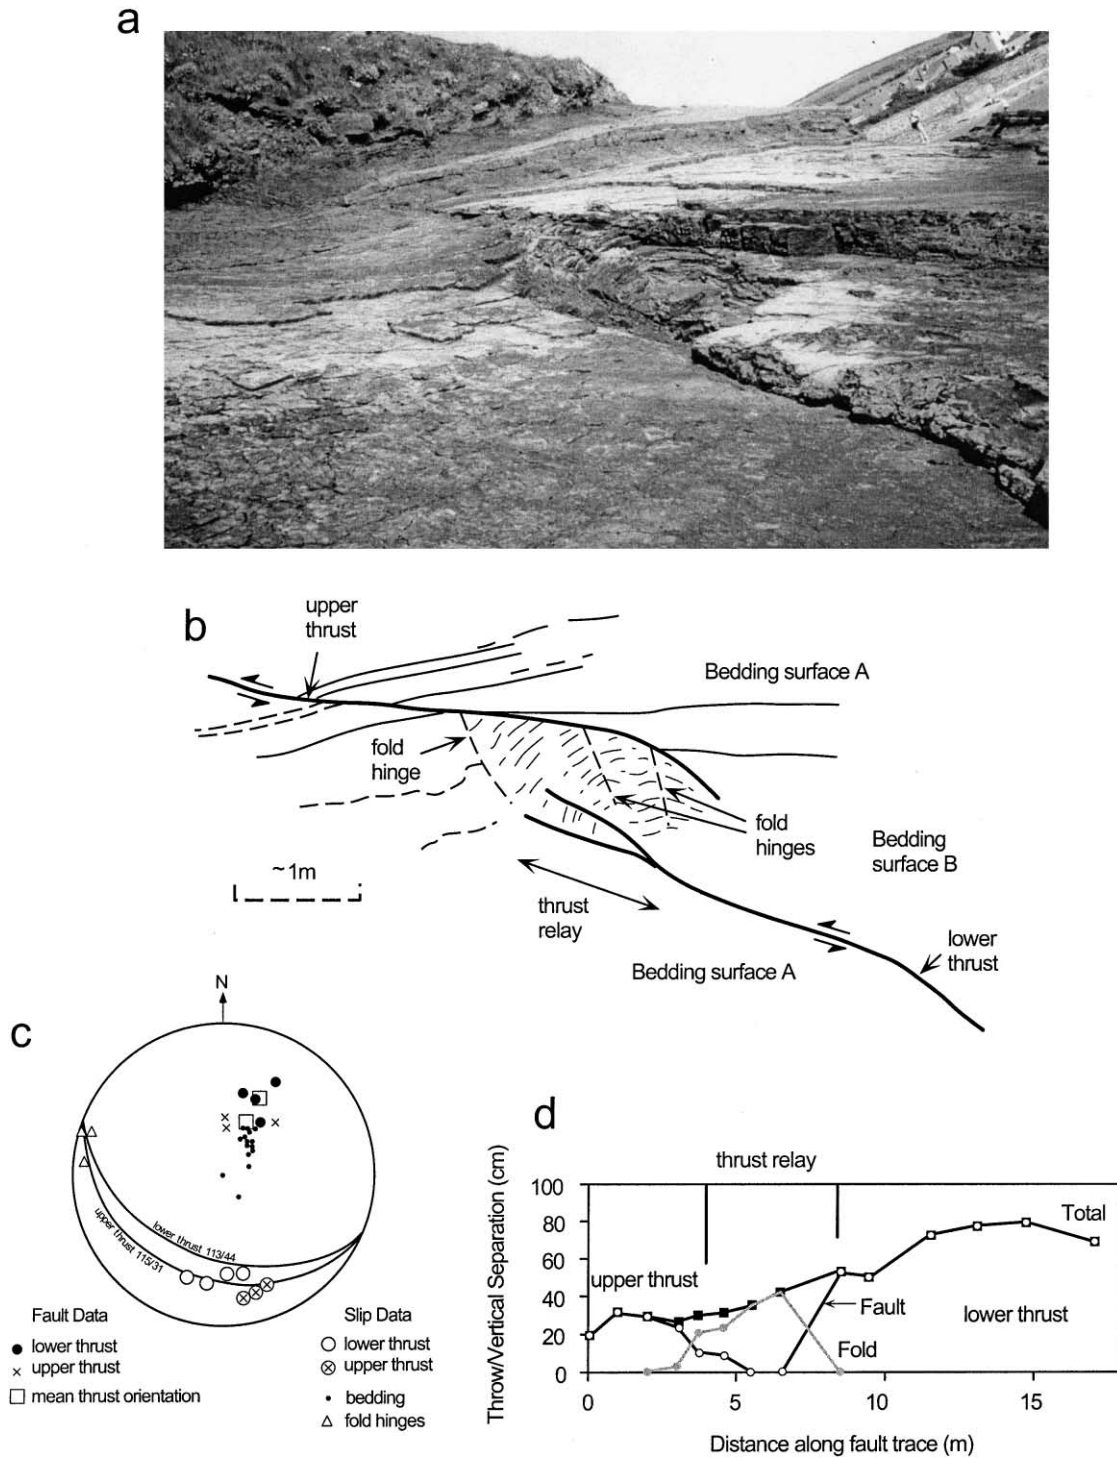 a
b
upper
thrust
Bedding surface A
fold
hinge
fold
hinges
Bedding
surface B
~1m
thrust
relay
Bedding surface A
lower
thrust
c
N
lower thrust 113/44
upper thrust 115/31
Fault Data
lower thrust
upper thrust
mean thrust orientation
Slip Data
lower thrust
upper thrust
bedding
fold hinges
d
thrust relay
Throw/Vertical Separation (cm)
100
80
60
40
20
0
Total
upper thrust
Fault
lower thrust
Fold
0 5 10 15
Distance along fault trace (m)